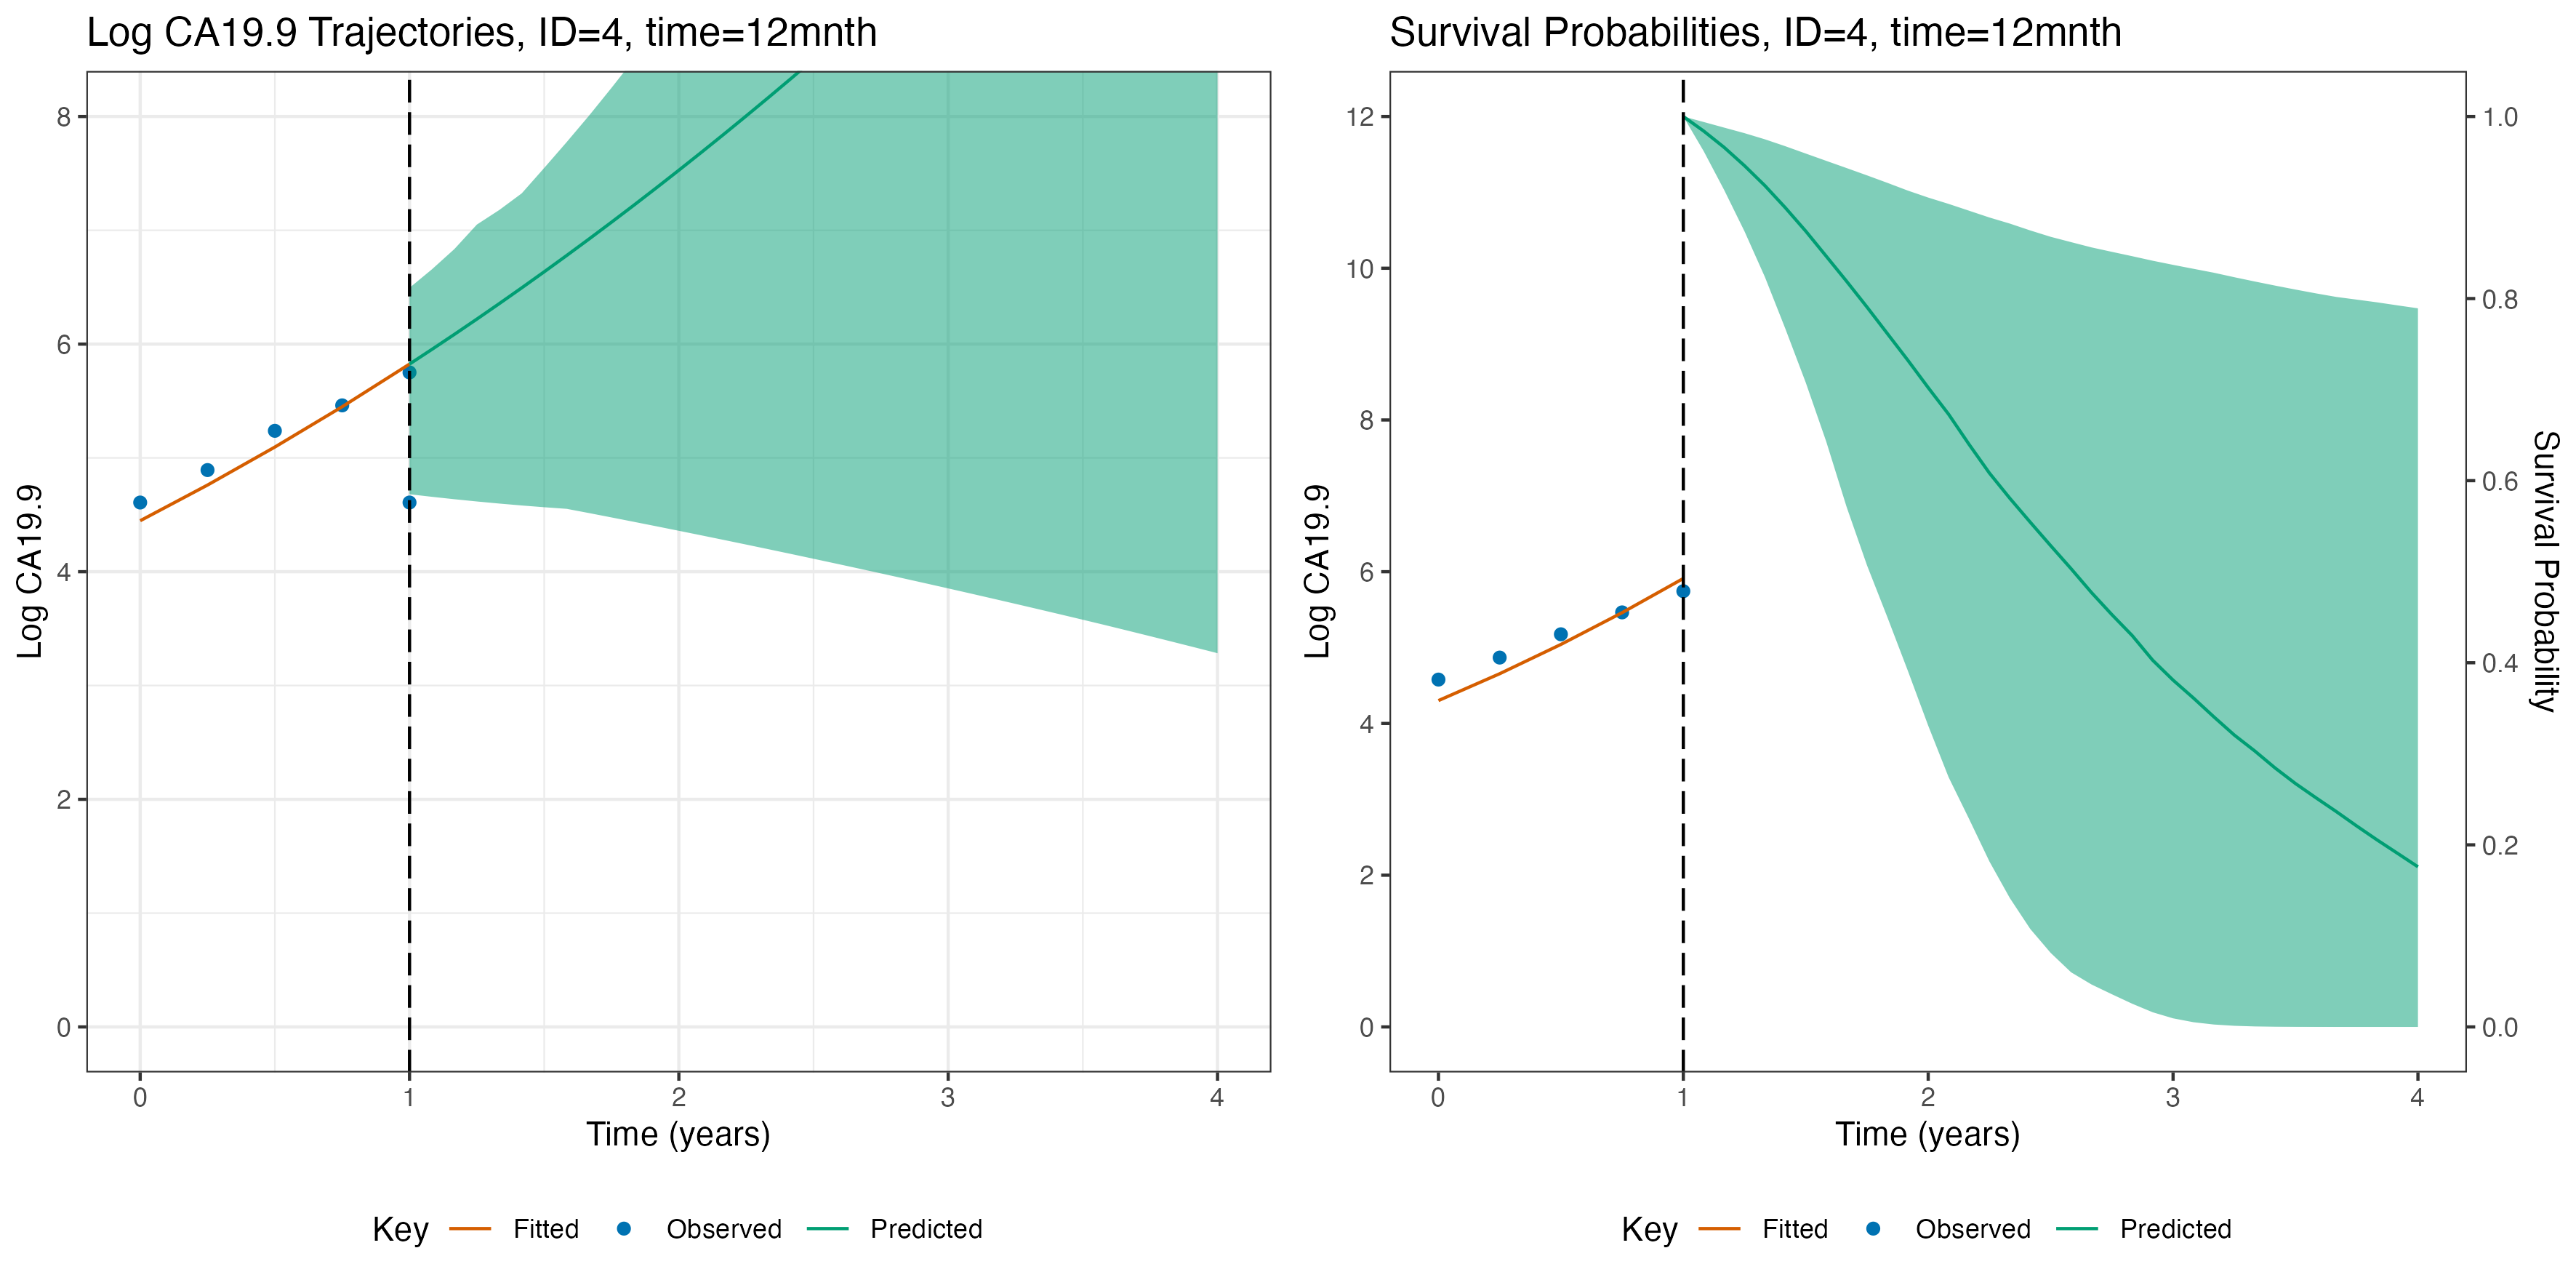 Log CA19.9 Trajectories, ID=4, time=12mnth
Log CA19.9
8
6
4
2
0
0 1 2 3 4
Time (years)
Key Fitted Observed Predicted
Survival Probabilities, ID=4, time=12mnth
Log CA19.9
12
10
8
6
4
2
0
1.0
0.8
0.6
0.4
0.2
0.0
Survival Probability
0 1 2 3 4
Time (years)
Key Fitted Observed Predicted